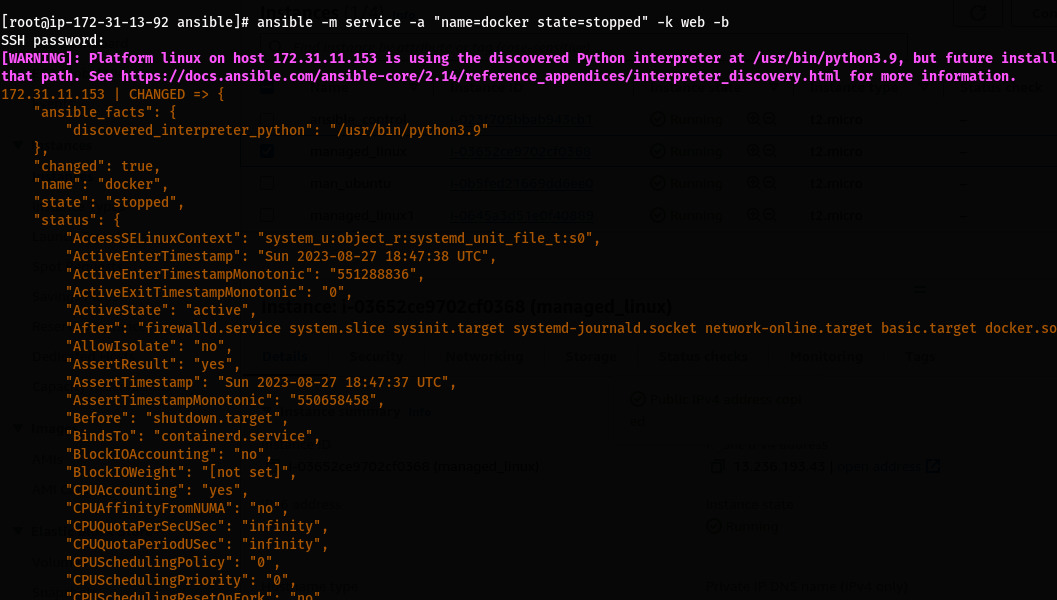 [root@ip-172-31-13-92 ansible]# ansible -m service -a "name=docker state=stopped" -k web -b
SSH password:
[WARNING]: Platform linux on host 172.31.11.153 is using the discovered Python interpreter at /usr/bin/python3.9, but future install
that path. See https://docs.ansible.com/ansible-core/2.14/reference_appendices/interpreter_discovery.html for more information.
172.31.11.153 | CHANGED => {
    "ansible_facts": {
        "discovered_interpreter_python": "/usr/bin/python3.9"
    },
    "changed": true,
    "name": "docker",
    "state": "stopped",
    "status": {
        "AccessSELinuxContext": "system_u:object_r:systemd_unit_file_t:s0",
        "ActiveEnterTimestamp": "Sun 2023-08-27 18:47:38 UTC",
        "ActiveEnterTimestampMonotonic": "551288836",
        "ActiveExitTimestampMonotonic": "0",
        "ActiveState": "active",
        "After": "firewalld.service system.slice sysinit.target systemd-journald.socket network-online.target basic.target docker.so
        "AllowIsolate": "no",
        "AssertResult": "yes",
        "AssertTimestamp": "Sun 2023-08-27 18:47:37 UTC",
        "AssertTimestampMonotonic": "550658458",
        "Before": "shutdown.target",
        "BindsTo": "containerd.service",
        "BlockIOAccounting": "no",
        "BlockIOWeight": "[not set]",
        "CPUAccounting": "yes",
        "CPUAffinityFromNUMA": "no",
        "CPUQuotaPerSecUSec": "infinity",
        "CPUQuotaPeriodUSec": "infinity",
        "CPUSchedulingPolicy": "0",
        "CPUSchedulingPriority": "0",
        "CPUSchedulingResetOnFork": "no"